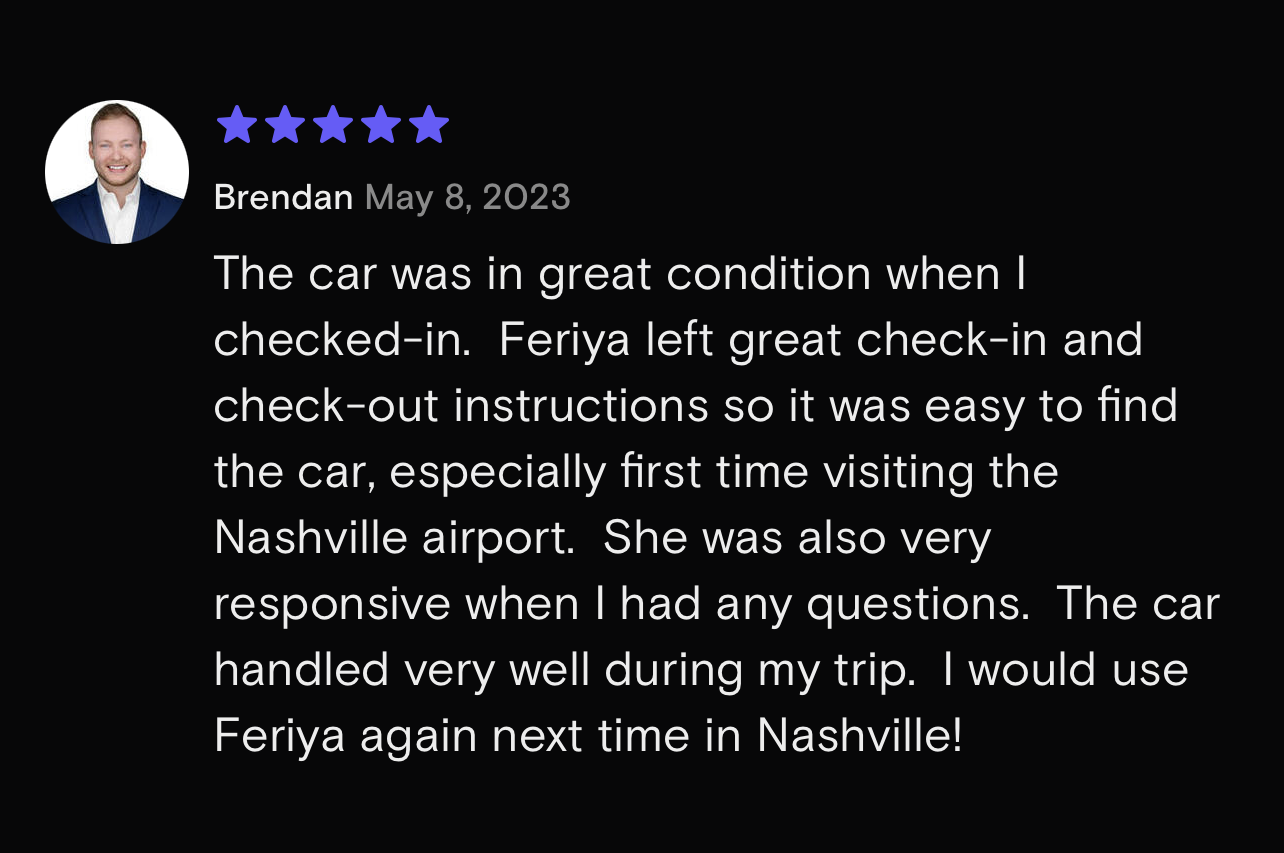 Brendan May 8, 2023
The car was in great condition when I
checked-in.  Feriya left great check-in and
check-out instructions so it was easy to find
the car, especially first time visiting the
Nashville airport.  She was also very
responsive when I had any questions.  The car
handled very well during my trip.  I would use
Feriya again next time in Nashville!